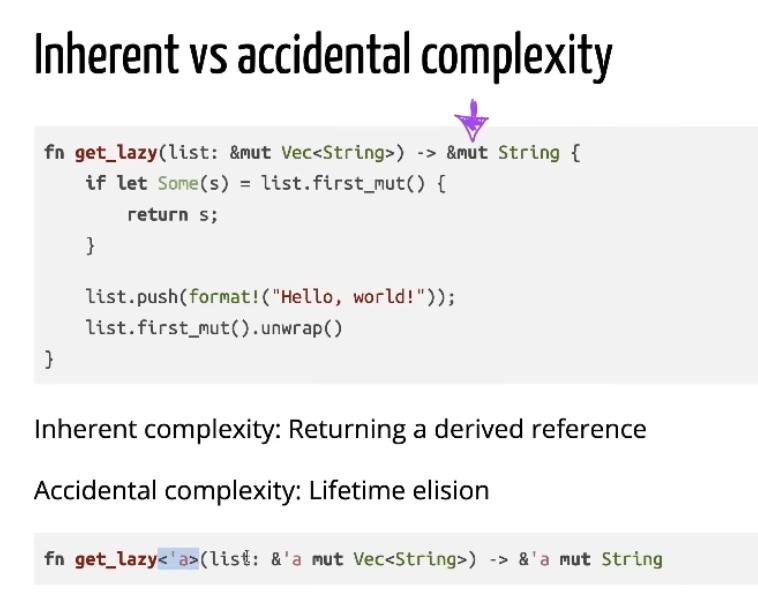 Inherent vs accidental complexity
fn get_lazy(list: &mut Vec<String>) -> &mut String {
    if let Some(s) = list.first_mut() {
        return s;
    }
    list.push(format!("Hello, world!"));
    list.first_mut().unwrap()
}
Inherent complexity: Returning a derived reference
Accidental complexity: Lifetime elision
fn get_lazy<'a>(list: &'a mut Vec<String>) -> &'a mut String